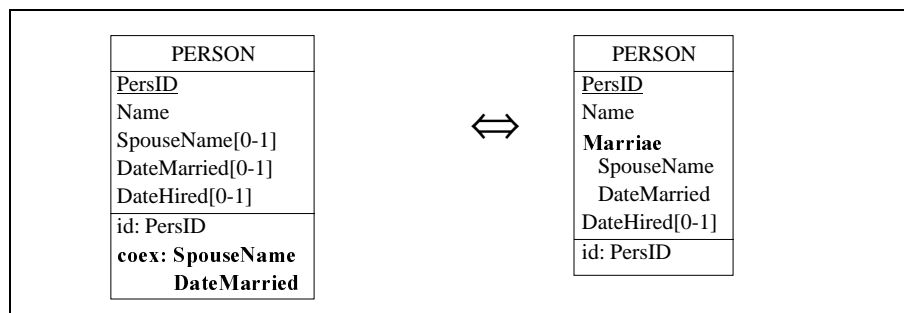 PERSON
PersID
Name
SpouseName[0-1]
DateMarried[0-1]
DateHired[0-1]
id: PersID
coex: SpouseName
DateMarried
⇔
PERSON
PersID
Name
Marriae
SpouseName
DateMarried
DateHired[0-1]
id: PersID